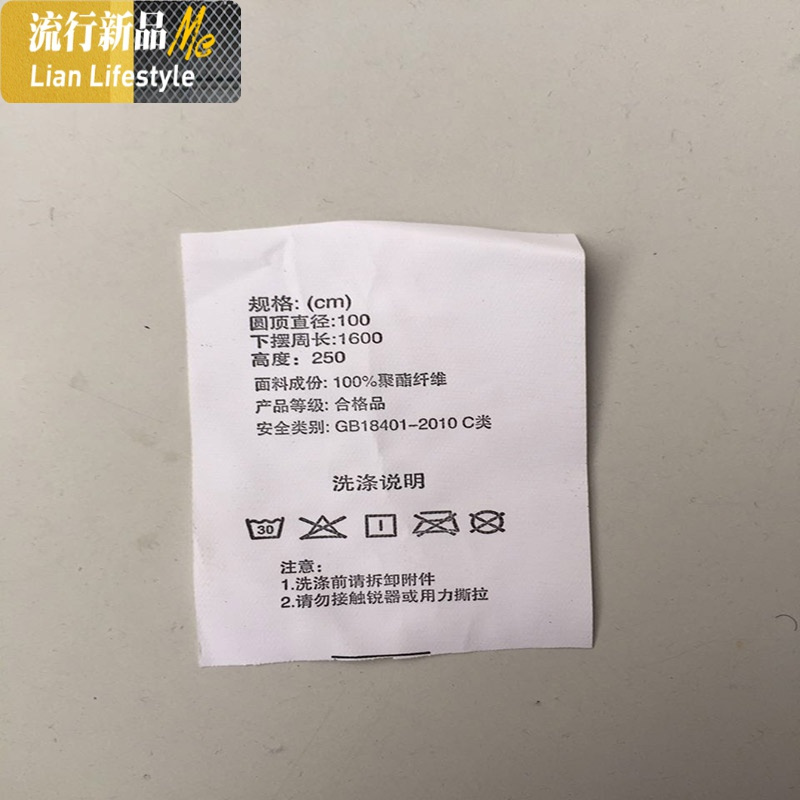 流行新品Me
Lian Lifestyle
规格: (cm)
圆顶直径:100
下摆周长:1600
高度：250
面料成份: 100%聚酯纤维
产品等级: 合格品
安全类别: GB18401-2010 C类
洗涤说明
30
注意：
1.洗涤前请拆卸附件
2.请勿接触锐器或用力撕拉